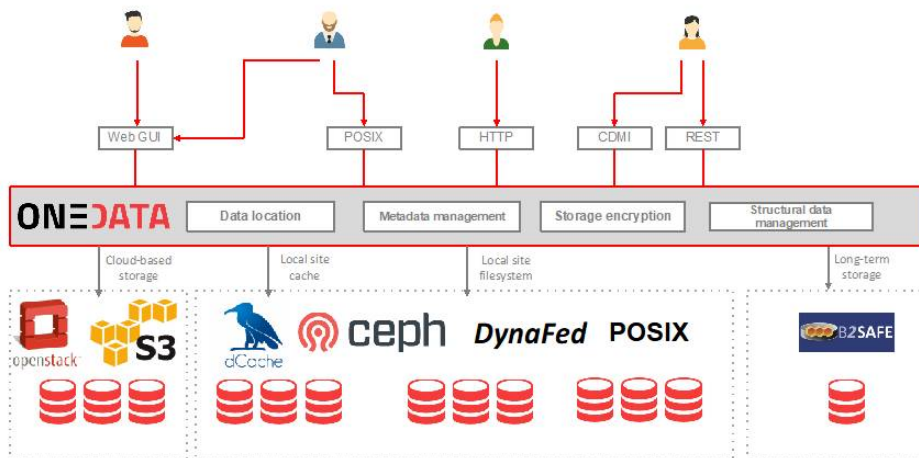 Web GUI
POSIX
HTTP
CDMI
REST
ONEDATA
Data location
Metadata management
Storage encryption
Structural data
management
Cloud-based
storage
Local site
cache
Local site
filesystem
Long-term
storage
openstack
S3
dCache
ceph
DynaFed
POSIX
B2SAFE